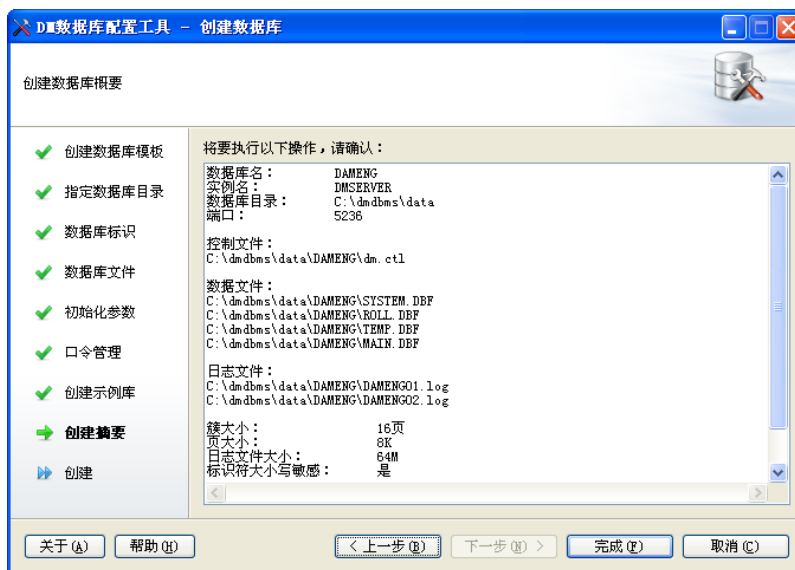 DM数据库配置工具 - 创建数据库
创建数据库概要
创建数据库模板
指定数据库目录
数据库标识
数据库文件
初始化参数
口令管理
创建示例库
创建摘要
创建
将要执行以下操作，请确认：
数据库名： DAMENG
实例名： DMSERVER
数据库目录： C:\dmdbms\data
端口： 5236
控制文件：
C:\dmdbms\data\DAMENG\dm.ctl
数据文件：
C:\dmdbms\data\DAMENG\SYSTEM.DBF
C:\dmdbms\data\DAMENG\ROLL.DBF
C:\dmdbms\data\DAMENG\TEMP.DBF
C:\dmdbms\data\DAMENG\MAIN.DBF
日志文件：
C:\dmdbms\data\DAMENG\DAMENG01.log
C:\dmdbms\data\DAMENG\DAMENG02.log
簇大小： 16页
页大小： 8K
日志文件大小： 64M
标识符大小写敏感： 是
关于(A) 帮助(H) < 上一步(B) 下一步(N) > 完成(F) 取消(C)